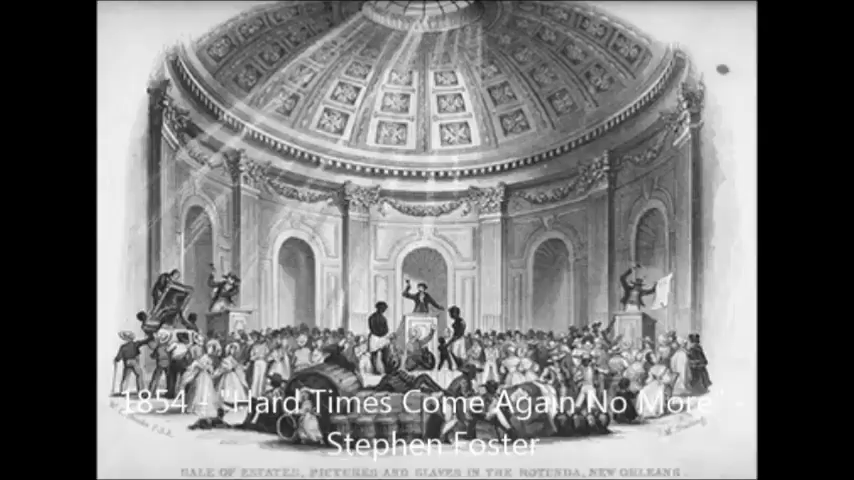 1854 - "Hard Times Come Again No More" -
Stephen Foster
SALE OF ESTATES, PICTURES AND SLAVES IN THE ROTUNDA, NEW ORLEANS.